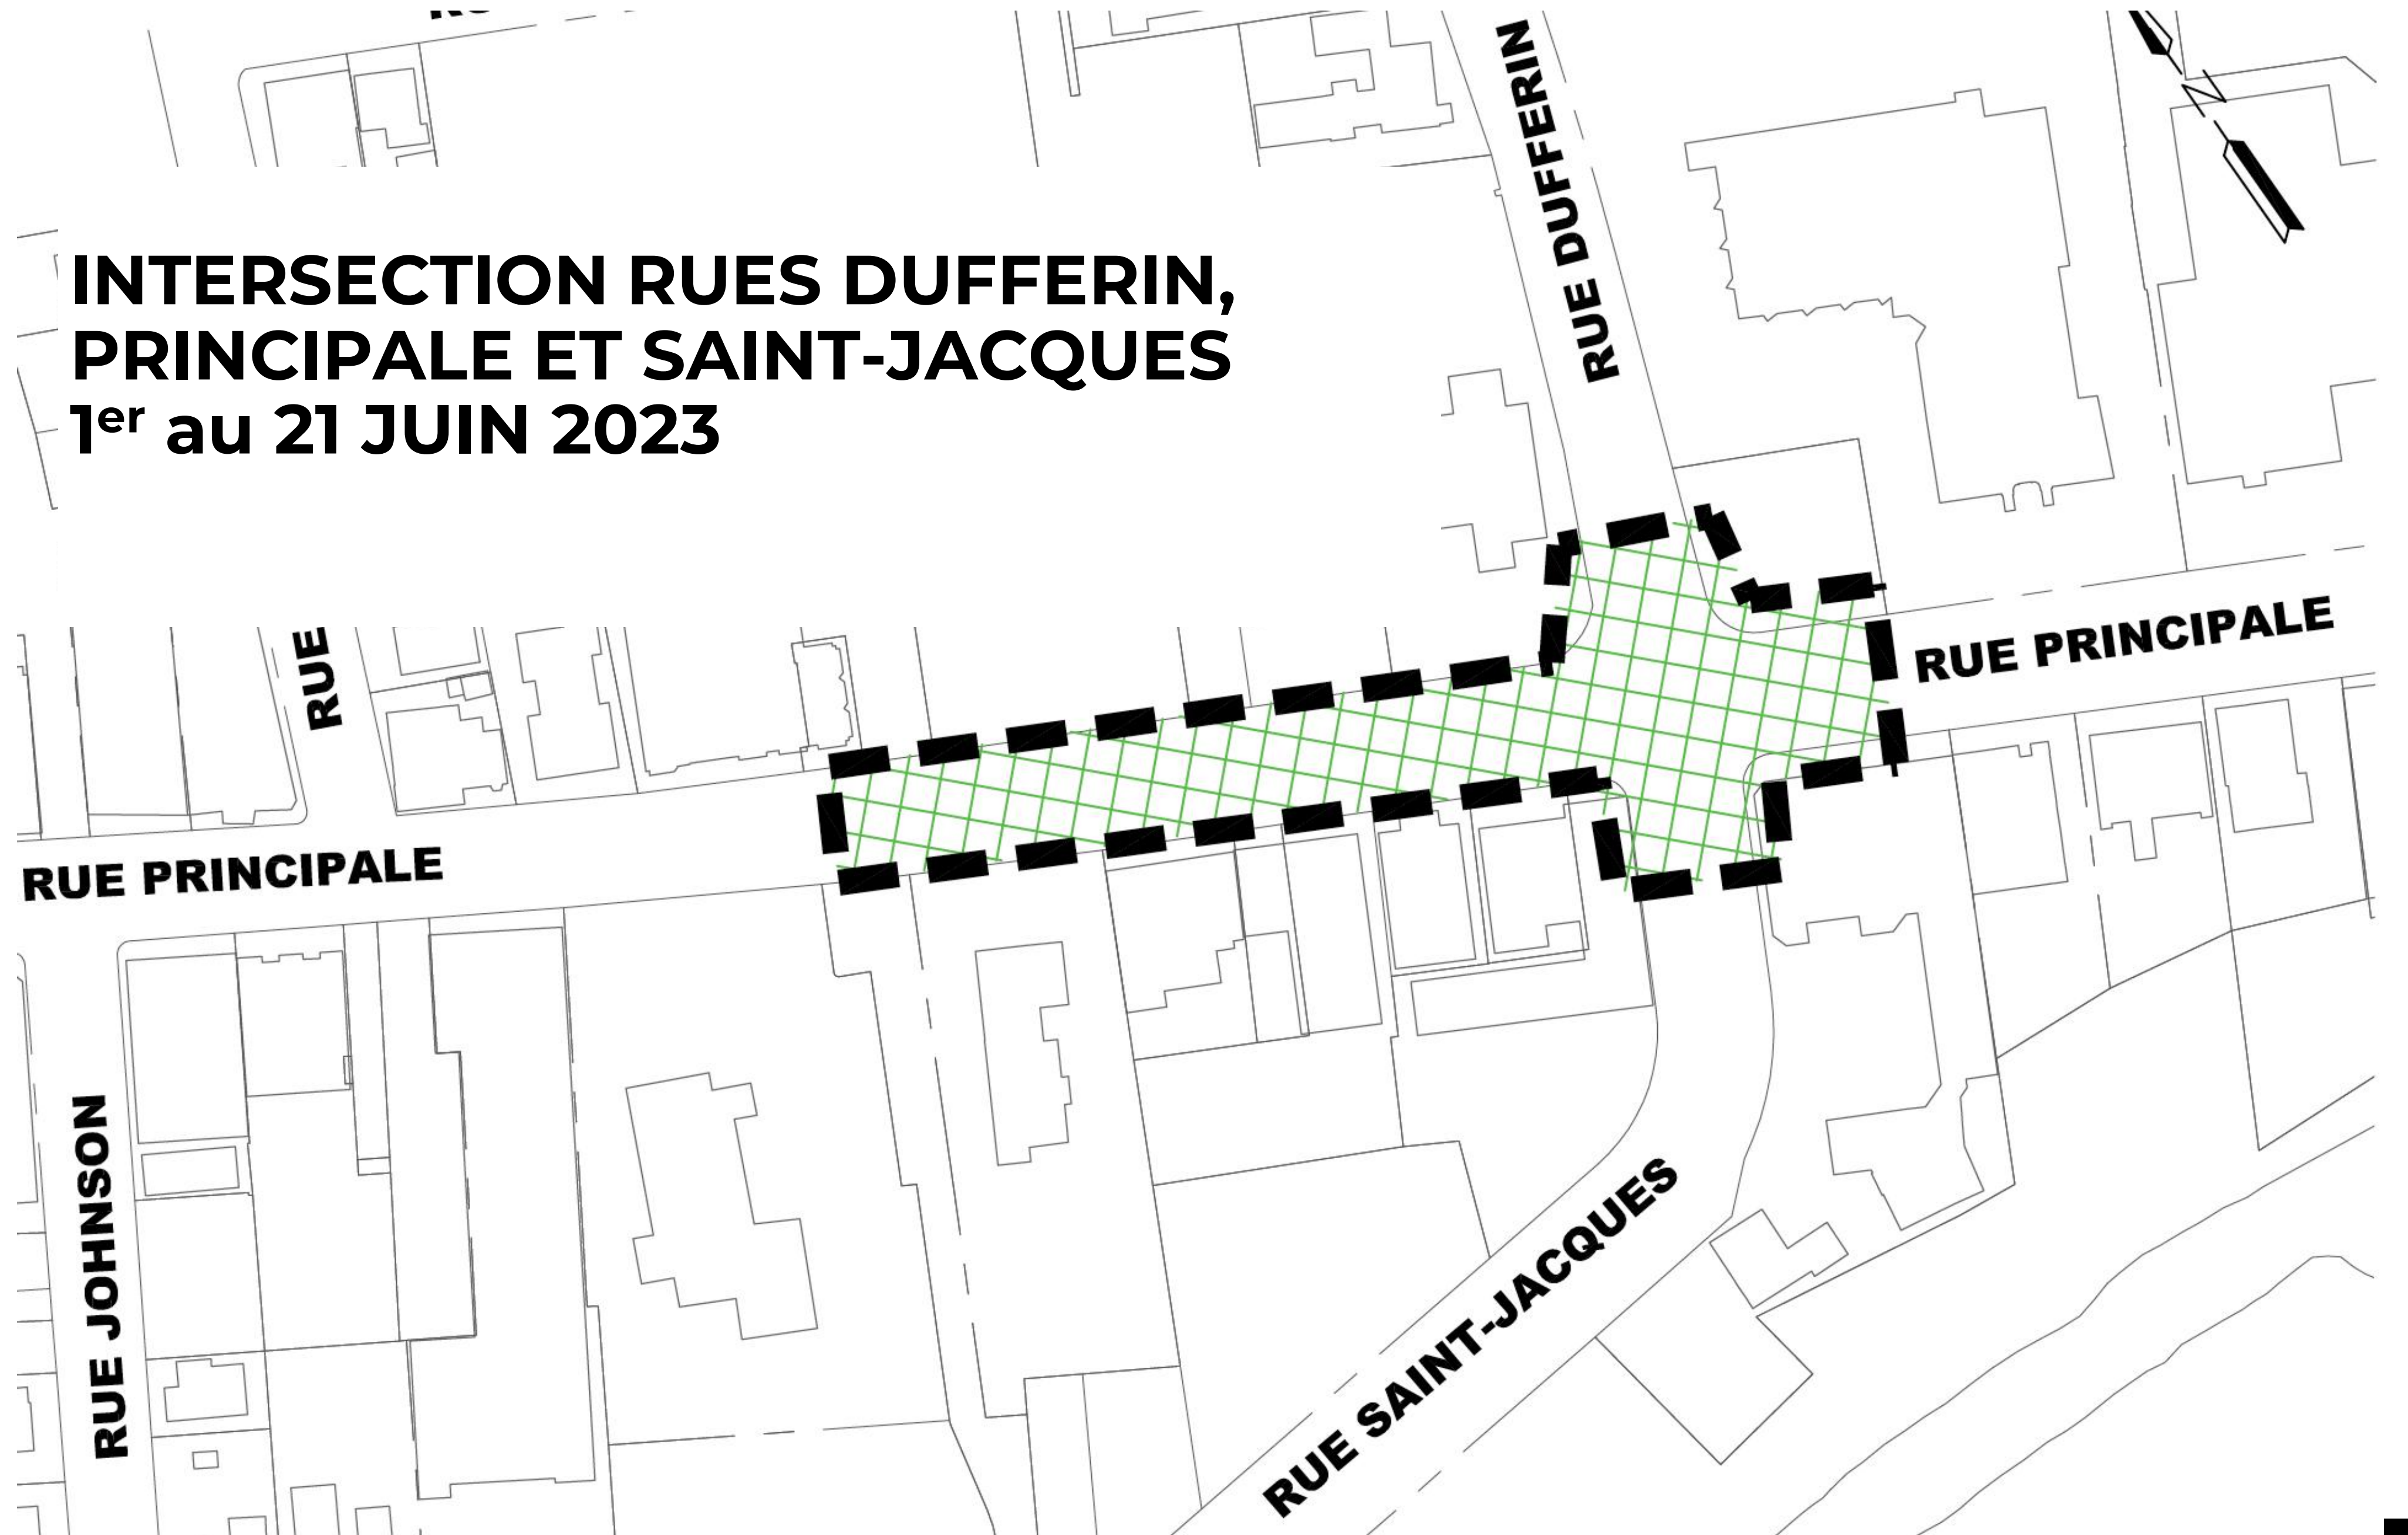 RUE DUFFERIN
N
INTERSECTION RUES DUFFERIN,
PRINCIPALE ET SAINT-JACQUES
1er au 21 JUIN 2023
RUE
RUE PRINCIPALE
RUE PRINCIPALE
RUE JOHNSON
RUE SAINT-JACQUES